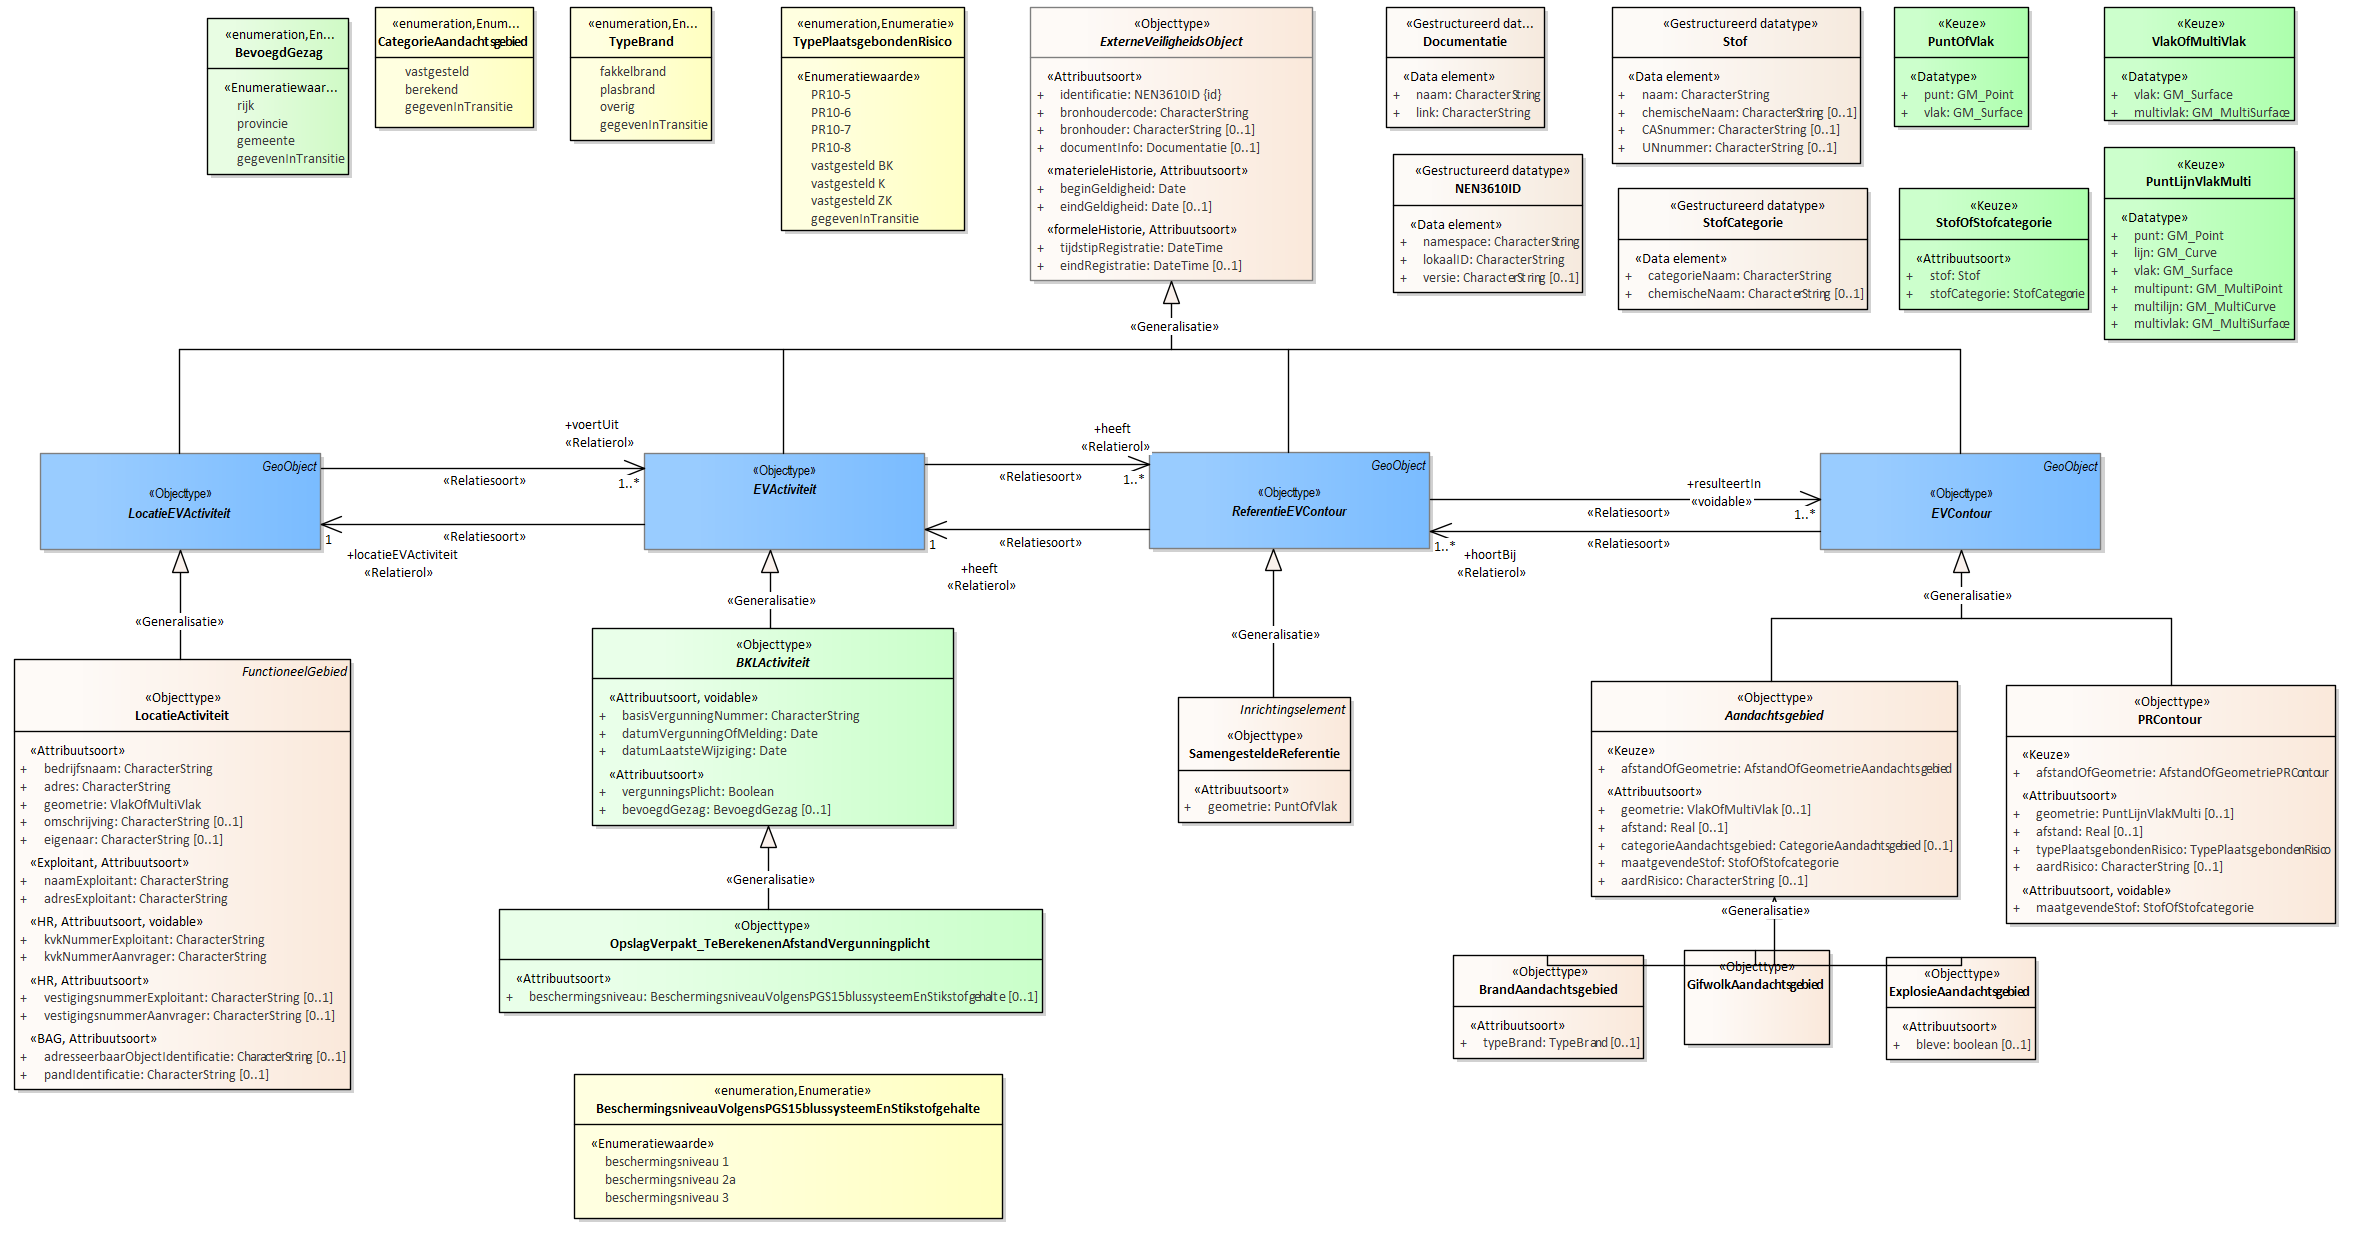 «enumeration,En...
BevoegdGezag
«Enumeratiewaar...
rijk
provincie
gemeente
gegevenInTransitie
«enumeration,Enum...
CategorieAandachtsgebied
vastgesteld
berekend
gegevenInTransitie
«enumeration,En...
TypeBrand
fakkelbrand
plasbrand
overig
gegevenInTransitie
«enumeration,Enumeratie»
TypePlaatsgebondenRisico
«Enumeratiewaarde»
PR10-5
PR10-6
PR10-7
PR10-8
vastgesteld BK
vastgesteld K
vastgesteld ZK
gegevenInTransitie
«Objecttype»
ExterneVeiligheidsObject
«Attribuutsoort»
+ identificatie: NEN3610ID {id}
+ bronhoudercode: CharacterString
+ bronhouder: CharacterString [0..1]
+ documentInfo: Documentatie [0..1]
«materieleHistorie, Attribuutsoort»
+ beginGeldigheid: Date
+ eindGeldigheid: Date [0..1]
«formeleHistorie, Attribuutsoort»
+ tijdstipRegistratie: DateTime
+ eindRegistratie: DateTime [0..1]
«Gestructureerd dat...
Documentatie
«Data element»
+ naam: CharacterString
+ link: CharacterString
«Gestructureerd datatype»
NEN3610ID
«Data element»
+ namespace: CharacterString
+ lokaalID: CharacterString
+ versie: CharacterString [0..1]
«Gestructureerd datatype»
Stof
«Data element»
+ naam: CharacterString
+ chemischeNaam: CharacterString [0..1]
+ CASnummer: CharacterString [0..1]
+ UNnummer: CharacterString [0..1]
«Gestructureerd datatype»
StofCategorie
«Data element»
+ categorieNaam: CharacterString
+ chemischeNaam: CharacterString [0..1]
«Keuze»
PuntOfVlak
«Datatype»
+ punt: GM_Point
+ vlak: GM_Surface
«Keuze»
StofOfStofcategorie
«Attribuutsoort»
+ stof: Stof
+ stofCategorie: StofCategorie
«Keuze»
VlakOfMultiVlak
«Datatype»
+ vlak: GM_Surface
+ multivlak: GM_MultiSurface
«Keuze»
PuntLijnVlakMulti
«Datatype»
+ punt: GM_Point
+ lijn: GM_Curve
+ vlak: GM_Surface
+ multipunt: GM_MultiPoint
+ multilijn: GM_MultiCurve
+ multivlak: GM_MultiSurface
«Generalisatie»
GeoObject
«Objecttype»
LocatieEVActiviteit
+voertUit
«Relatierol»
«Relatiesoort»
1..*
«Relatiesoort»
1
+locatieEVActiviteit
«Relatierol»
«Objecttype»
EVActiviteit
+heeft
«Relatierol»
«Relatiesoort»
1..*
«Relatiesoort»
1
+heeft
«Relatierol»
GeoObject
«Objecttype»
ReferentieEVContour
+resulteertIn
«voidable»
«Relatiesoort»
1..*
«Relatiesoort»
1..*
+hoortBij
«Relatierol»
GeoObject
«Objecttype»
EVContour
«Generalisatie»
«Generalisatie»
«Generalisatie»
«Generalisatie»
FunctioneelGebied
«Objecttype»
LocatieActiviteit
«Attribuutsoort»
+ bedrijfsnaam: CharacterString
+ adres: CharacterString
+ geometrie: VlakOfMultiVlak
+ omschrijving: CharacterString [0..1]
+ eigenaar: CharacterString [0..1]
«Exploitant, Attribuutsoort»
+ naamExploitant: CharacterString
+ adresExploitant: CharacterString
«HR, Attribuutsoort, voidable»
+ kvkNummerExploitant: CharacterString
+ kvkNummerAanvrager: CharacterString
«HR, Attribuutsoort»
+ vestigingsnummerExploitant: CharacterString [0..1]
+ vestigingsnummerAanvrager: CharacterString [0..1]
«BAG, Attribuutsoort»
+ adresseerbaarObjectIdentificatie: CharacterString [0..1]
+ pandIdentificatie: CharacterString [0..1]
«Objecttype»
BKLActiviteit
«Attribuutsoort, voidable»
+ basisVergunningNummer: CharacterString
+ datumVergunningOfMelding: Date
+ datumLaatsteWijziging: Date
«Attribuutsoort»
+ vergunningsPlicht: Boolean
+ bevoegdGezag: BevoegdGezag [0..1]
«Generalisatie»
«Objecttype»
OpslagVerpakt_TeBerekenenAfstandVergunningplicht
«Attribuutsoort»
+ beschermingsniveau: BeschermingsniveauVolgensPGS15blussysteemEnStikstofgehalte [0..1]
«enumeration,Enumeratie»
BeschermingsniveauVolgensPGS15blussysteemEnStikstofgehalte
«Enumeratiewaarde»
beschermingsniveau 1
beschermingsniveau 2a
beschermingsniveau 3
Inrichtingselement
«Objecttype»
SamengesteldeReferentie
«Attribuutsoort»
+ geometrie: PuntOfVlak
«Objecttype»
Aandachtsgebied
«Keuze»
+ afstandOfGeometrie: AfstandOfGeometrieAandachtsgebied
«Attribuutsoort»
+ geometrie: VlakOfMultiVlak [0..1]
+ afstand: Real [0..1]
+ categorieAandachtsgebied: CategorieAandachtsgebied [0..1]
+ maatgevendeStof: StofOfStofcategorie
+ aardRisico: CharacterString [0..1]
«Objecttype»
PRContour
«Keuze»
+ afstandOfGeometrie: AfstandOfGeometriePRContour
«Attribuutsoort»
+ geometrie: PuntLijnVlakMulti [0..1]
+ afstand: Real [0..1]
+ typePlaatsgebondenRisico: TypePlaatsgebondenRisico
+ aardRisico: CharacterString [0..1]
«Attribuutsoort, voidable»
+ maatgevendeStof: StofOfStofcategorie
«Generalisatie»
«Objecttype»
BrandAandachtsgebied
«Attribuutsoort»
+ typeBrand: TypeBrand [0..1]
«Objecttype»
GifwolkAandachtsgebied
«Objecttype»
ExplosieAandachtsgebied
«Attribuutsoort»
+ bleve: boolean [0..1]